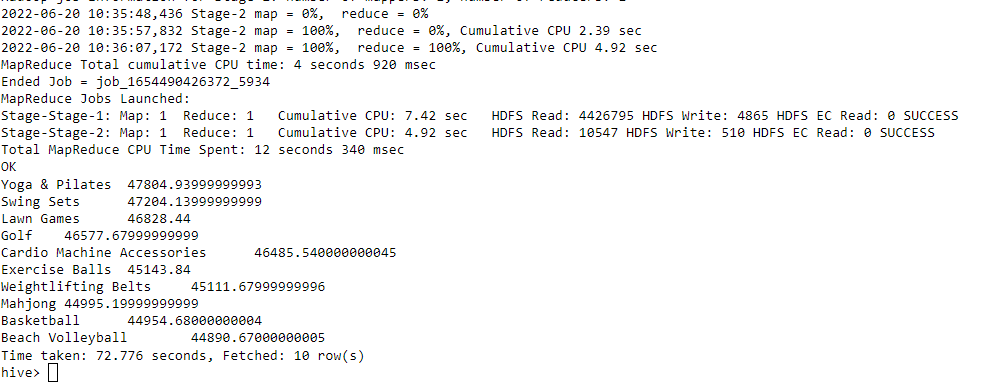 2022-06-20 10:35:48,436 Stage-2 map = 0%,  reduce = 0%
2022-06-20 10:35:57,832 Stage-2 map = 100%,  reduce = 0%, Cumulative CPU 2.39 sec
2022-06-20 10:36:07,172 Stage-2 map = 100%,  reduce = 100%, Cumulative CPU 4.92 sec
MapReduce Total cumulative CPU time: 4 seconds 920 msec
Ended Job = job_1654490426372_5934
MapReduce Jobs Launched:
Stage-Stage-1: Map: 1  Reduce: 1   Cumulative CPU: 7.42 sec   HDFS Read: 4426795 HDFS Write: 4865 HDFS EC Read: 0 SUCCESS
Stage-Stage-2: Map: 1  Reduce: 1   Cumulative CPU: 4.92 sec   HDFS Read: 10547 HDFS Write: 510 HDFS EC Read: 0 SUCCESS
Total MapReduce CPU Time Spent: 12 seconds 340 msec
OK
Yoga & Pilates  47804.93999999993
Swing Sets      47204.13999999999
Lawn Games      46828.44
Golf    46577.67999999999
Cardio Machine Accessories      46485.540000000045
Exercise Balls  45143.84
Weightlifting Belts     45111.67999999996
Mahjong 44995.19999999999
Basketball      44954.68000000004
Beach Volleyball        44890.67000000005
Time taken: 72.776 seconds, Fetched: 10 row(s)
hive>